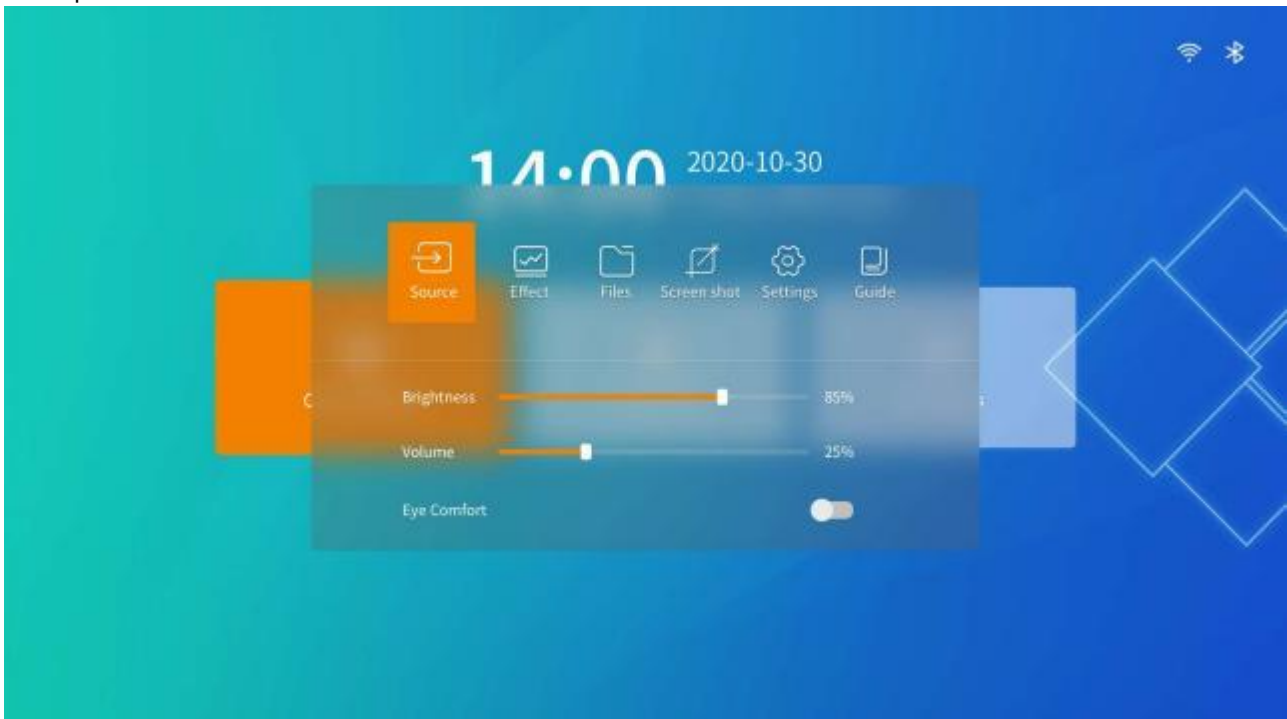 14:00 2020-10-30
Source Effect Files Screen shot Settings Guide
Brightness 85%
Volume 25%
Eye Comfort